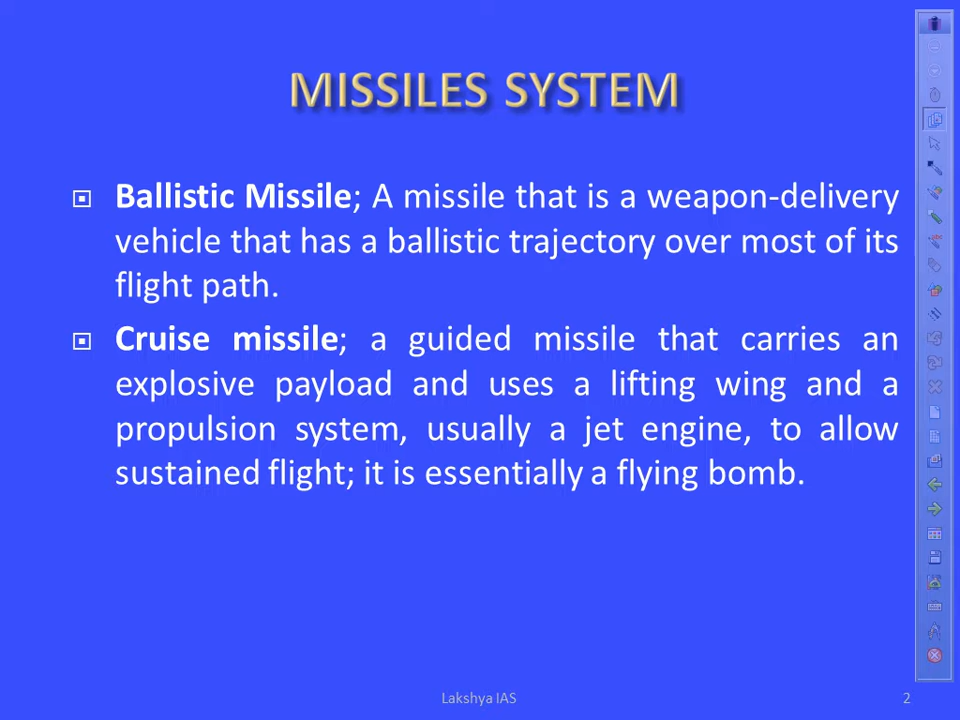 MISSILES SYSTEM
Ballistic Missile; A missile that is a weapon-delivery
vehicle that has a ballistic trajectory over most of its
flight path.
Cruise missile; a guided missile that carries an
explosive payload and uses a lifting wing and a
propulsion system, usually a jet engine, to allow
sustained flight; it is essentially a flying bomb.
Lakshya IAS
2